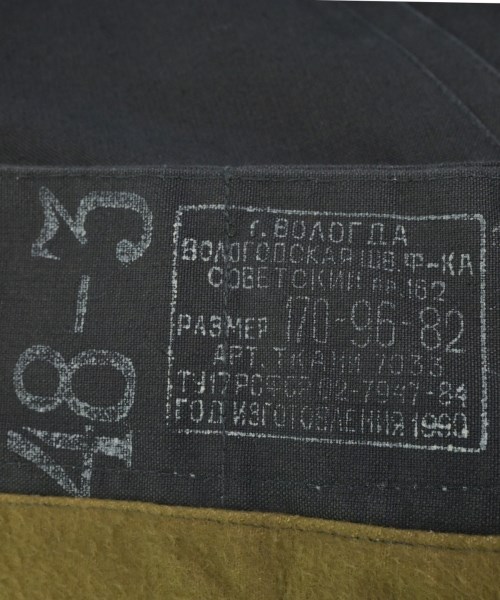 48-3
г. ВОЛОГДА
ВОЛОГОДСКАЯ ШВ. Ф-КА
СОВЕТСКИЙ пр. 162
РАЗМЕР 170-96-82
АРТ. ТКАНИ 7033
ТУ17РСФСР 02-7947-84
ГОД ИЗГОТОВЛЕНИЯ 1990